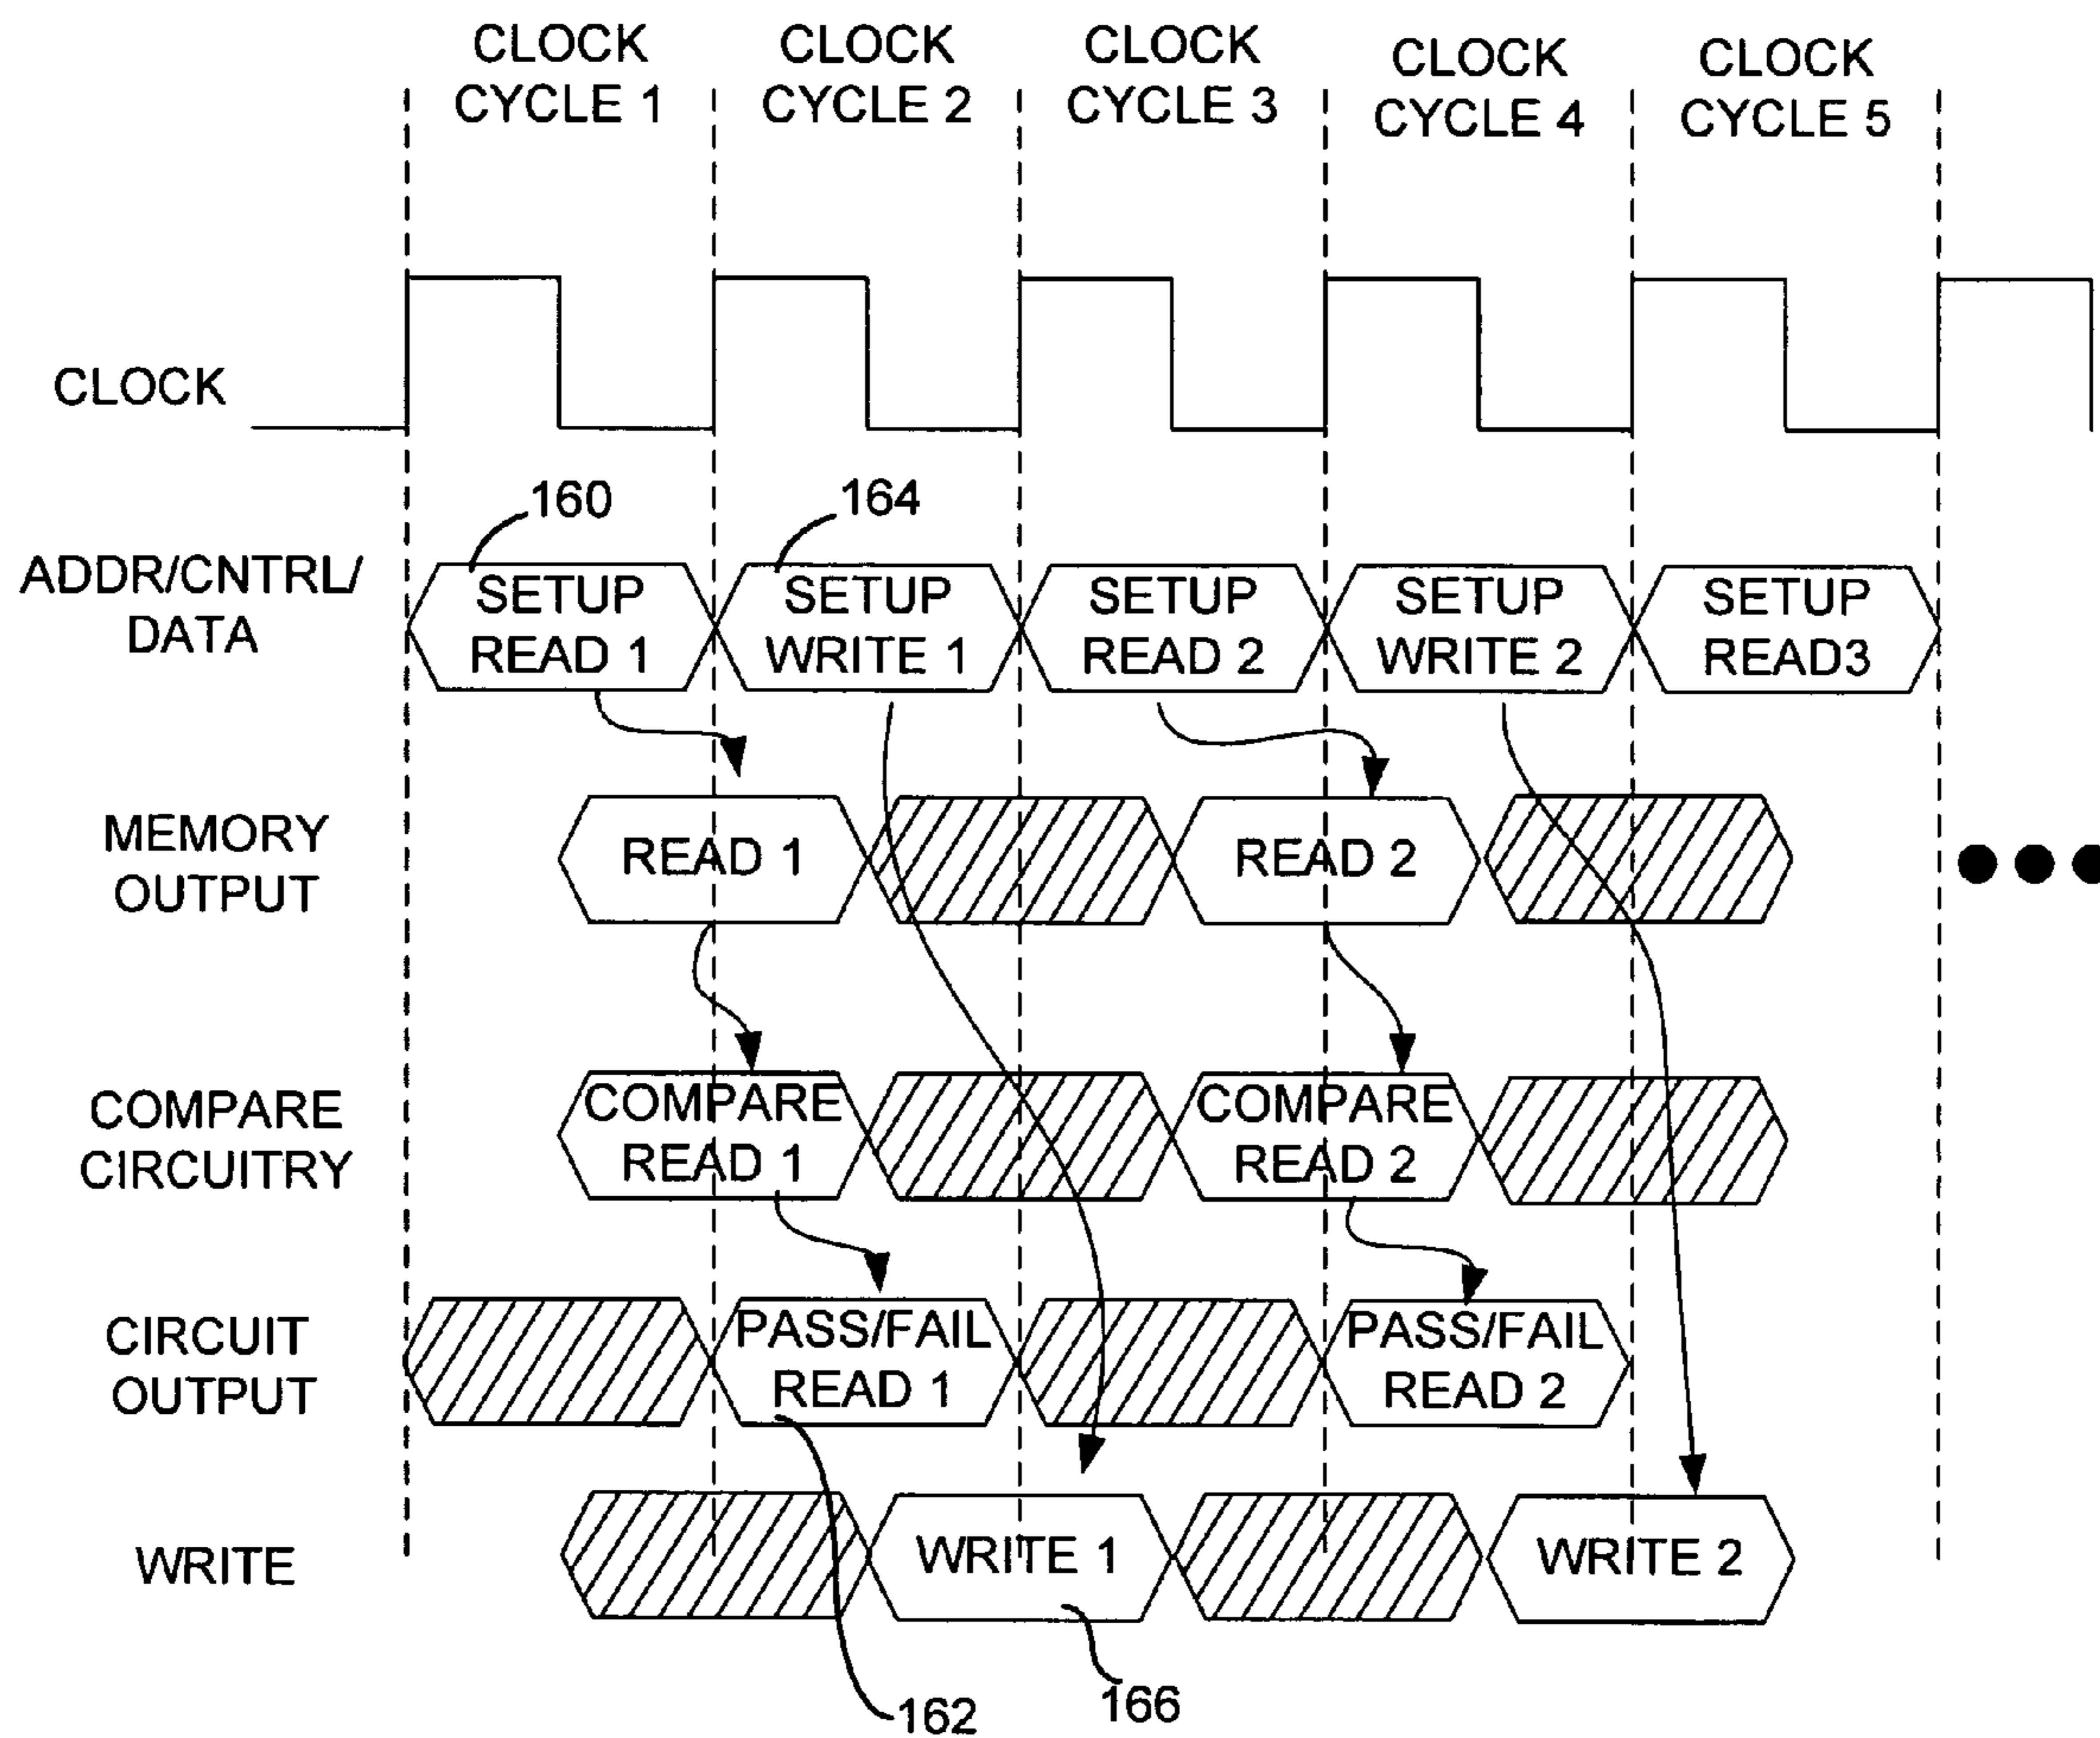 CLOCK
CYCLE 1
CLOCK
CYCLE 2
CLOCK
CYCLE 3
CLOCK
CYCLE 4
CLOCK
CYCLE 5
CLOCK
160
164
ADDR/CNTRL/
DATA
SETUP
READ 1
SETUP
WRITE 1
SETUP
READ 2
SETUP
WRITE 2
SETUP
READ3
MEMORY
OUTPUT
READ 1
READ 2
COMPARE
CIRCUITRY
COMPARE
READ 1
COMPARE
READ 2
CIRCUIT
OUTPUT
PASS/FAIL
READ 1
PASS/FAIL
READ 2
WRITE
WRITE 1
WRITE 2
162
166